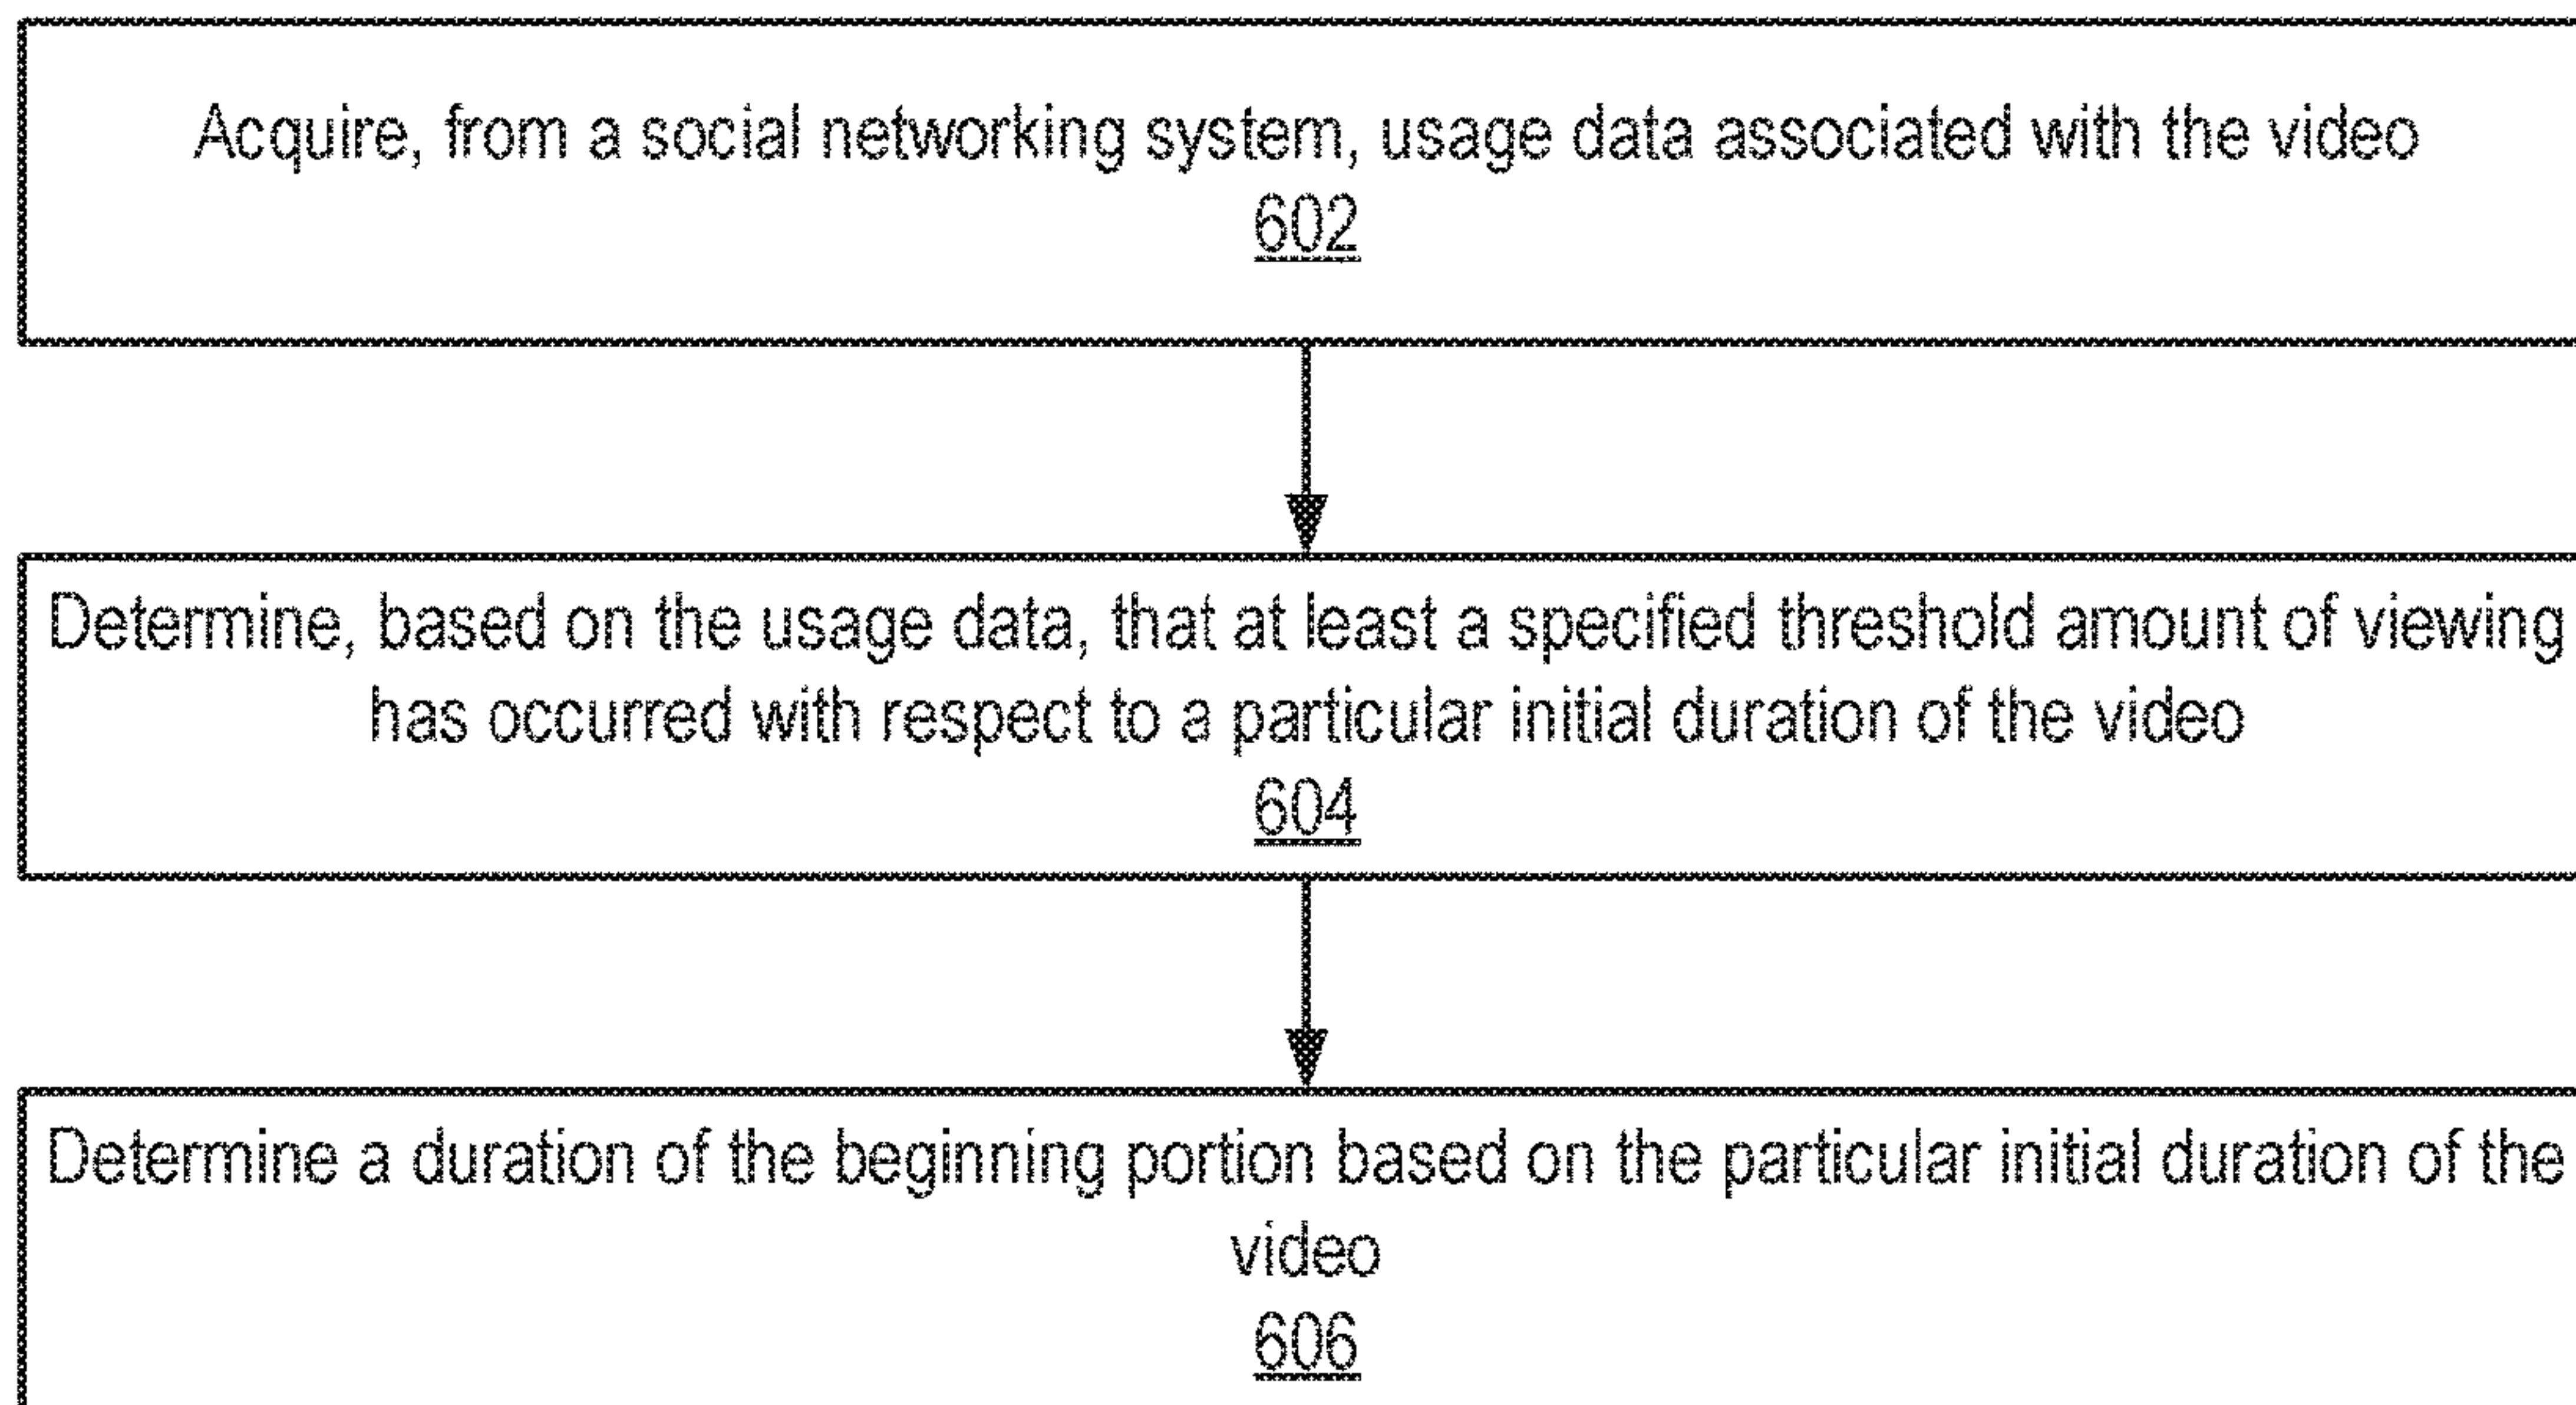 Acquire, from a social networking system, usage data associated with the video
602
Determine, based on the usage data, that at least a specified threshold amount of viewing
has occurred with respect to a particular initial duration of the video
604
Determine a duration of the beginning portion based on the particular initial duration of the
video
606